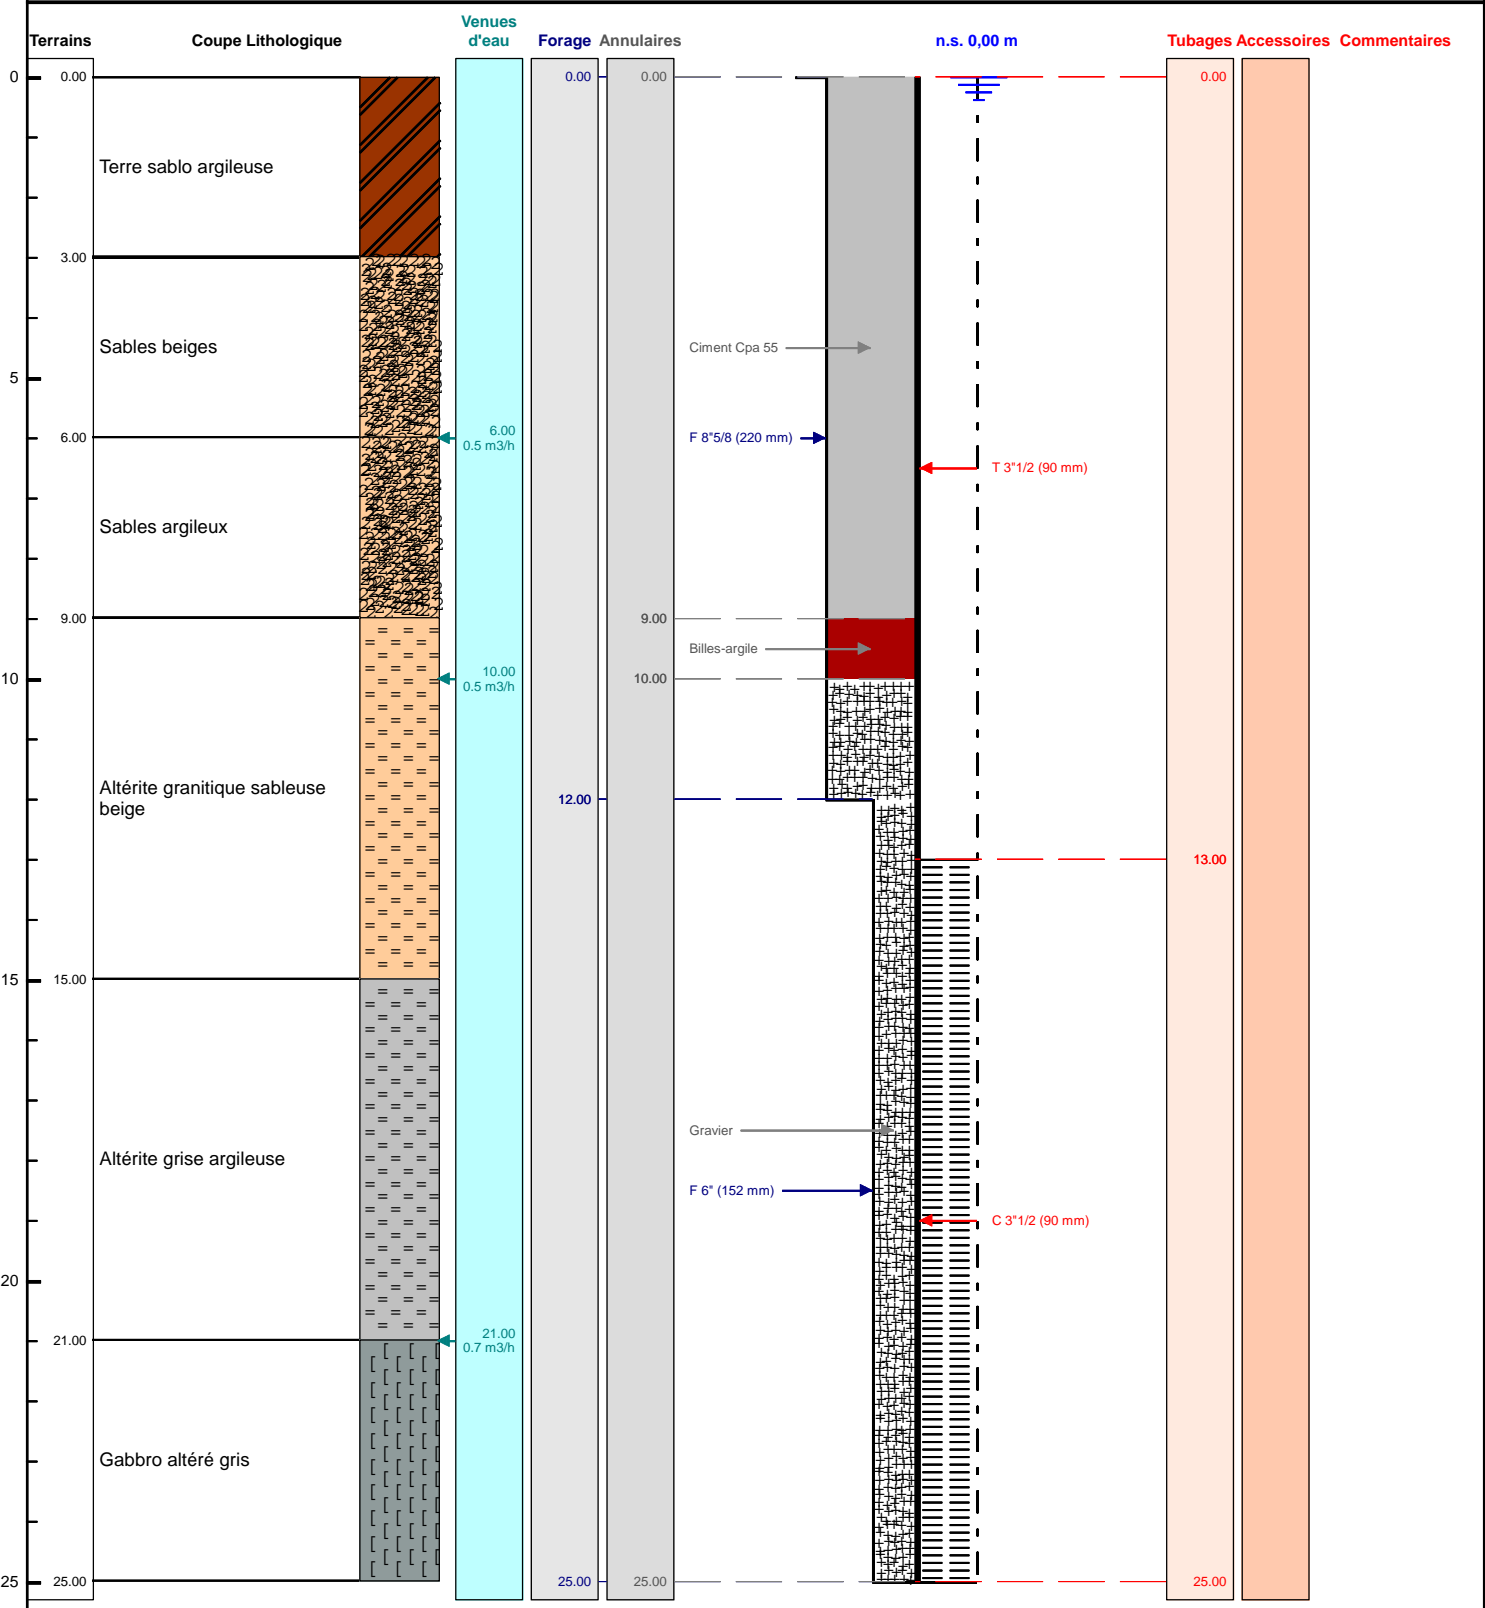 Terrains
Coupe Lithologique
Venues
d'eau
Forage
Annulaires
n.s. 0,00 m
Tubages
Accessoires
Commentaires
0
0.00
0.00
0.00
0.00
Terre sablo argileuse
3.00
Sables beiges
Ciment Cpa 55
5
6.00
6.00
0.5 m3/h
F 8"5/8 (220 mm)
T 3"1/2 (90 mm)
Sables argileux
9.00
9.00
Billes-argile
10
10.00
0.5 m3/h
10.00
Altérite granitique sableuse
beige
12.00
13.00
15
15.00
Gravier
Altérite grise argileuse
F 6" (152 mm)
C 3"1/2 (90 mm)
20
21.00
21.00
0.7 m3/h
Gabbro altéré gris
25
25.00
25.00
25.00
25.00